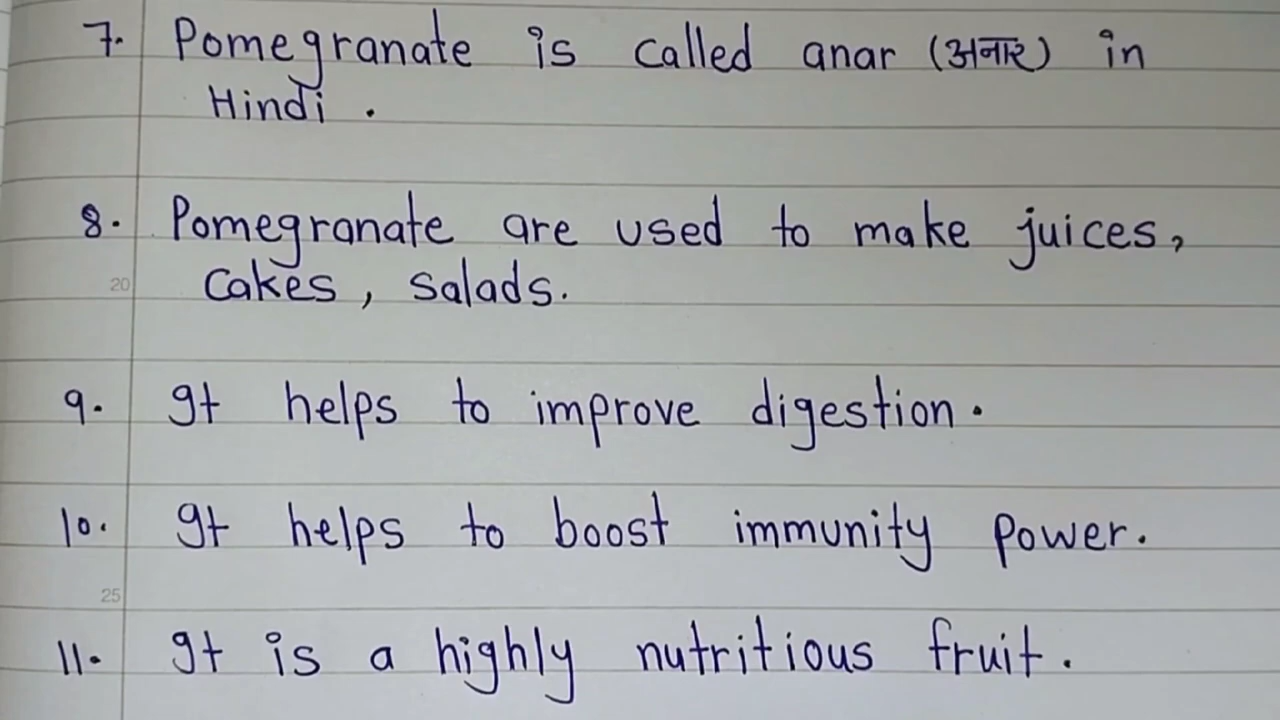 7. Pomegranate is called anar (अनार) in
Hindi.
8. Pomegranate are used to make juices,
20 cakes, salads.
9. It helps to improve digestion.
10. It helps to boost immunity power.
25
11. It is a highly nutritious fruit.